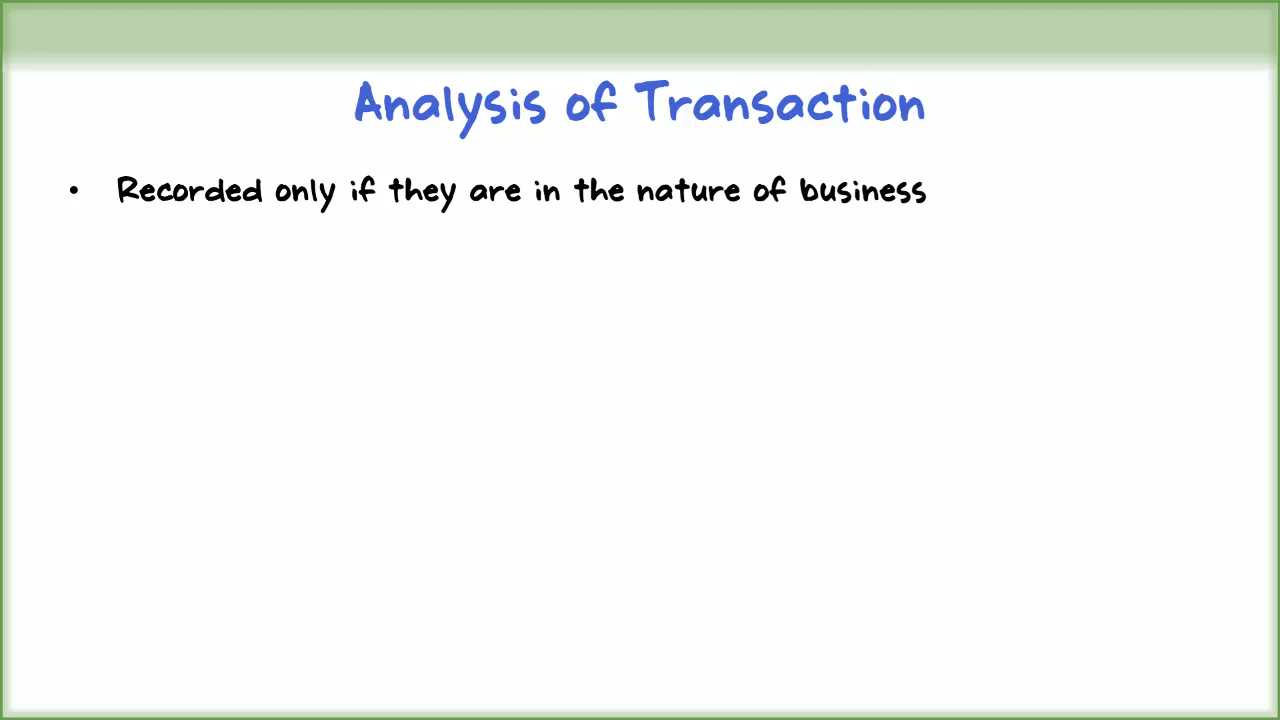 Analysis of Transaction
• Recorded only if they are in the nature of business